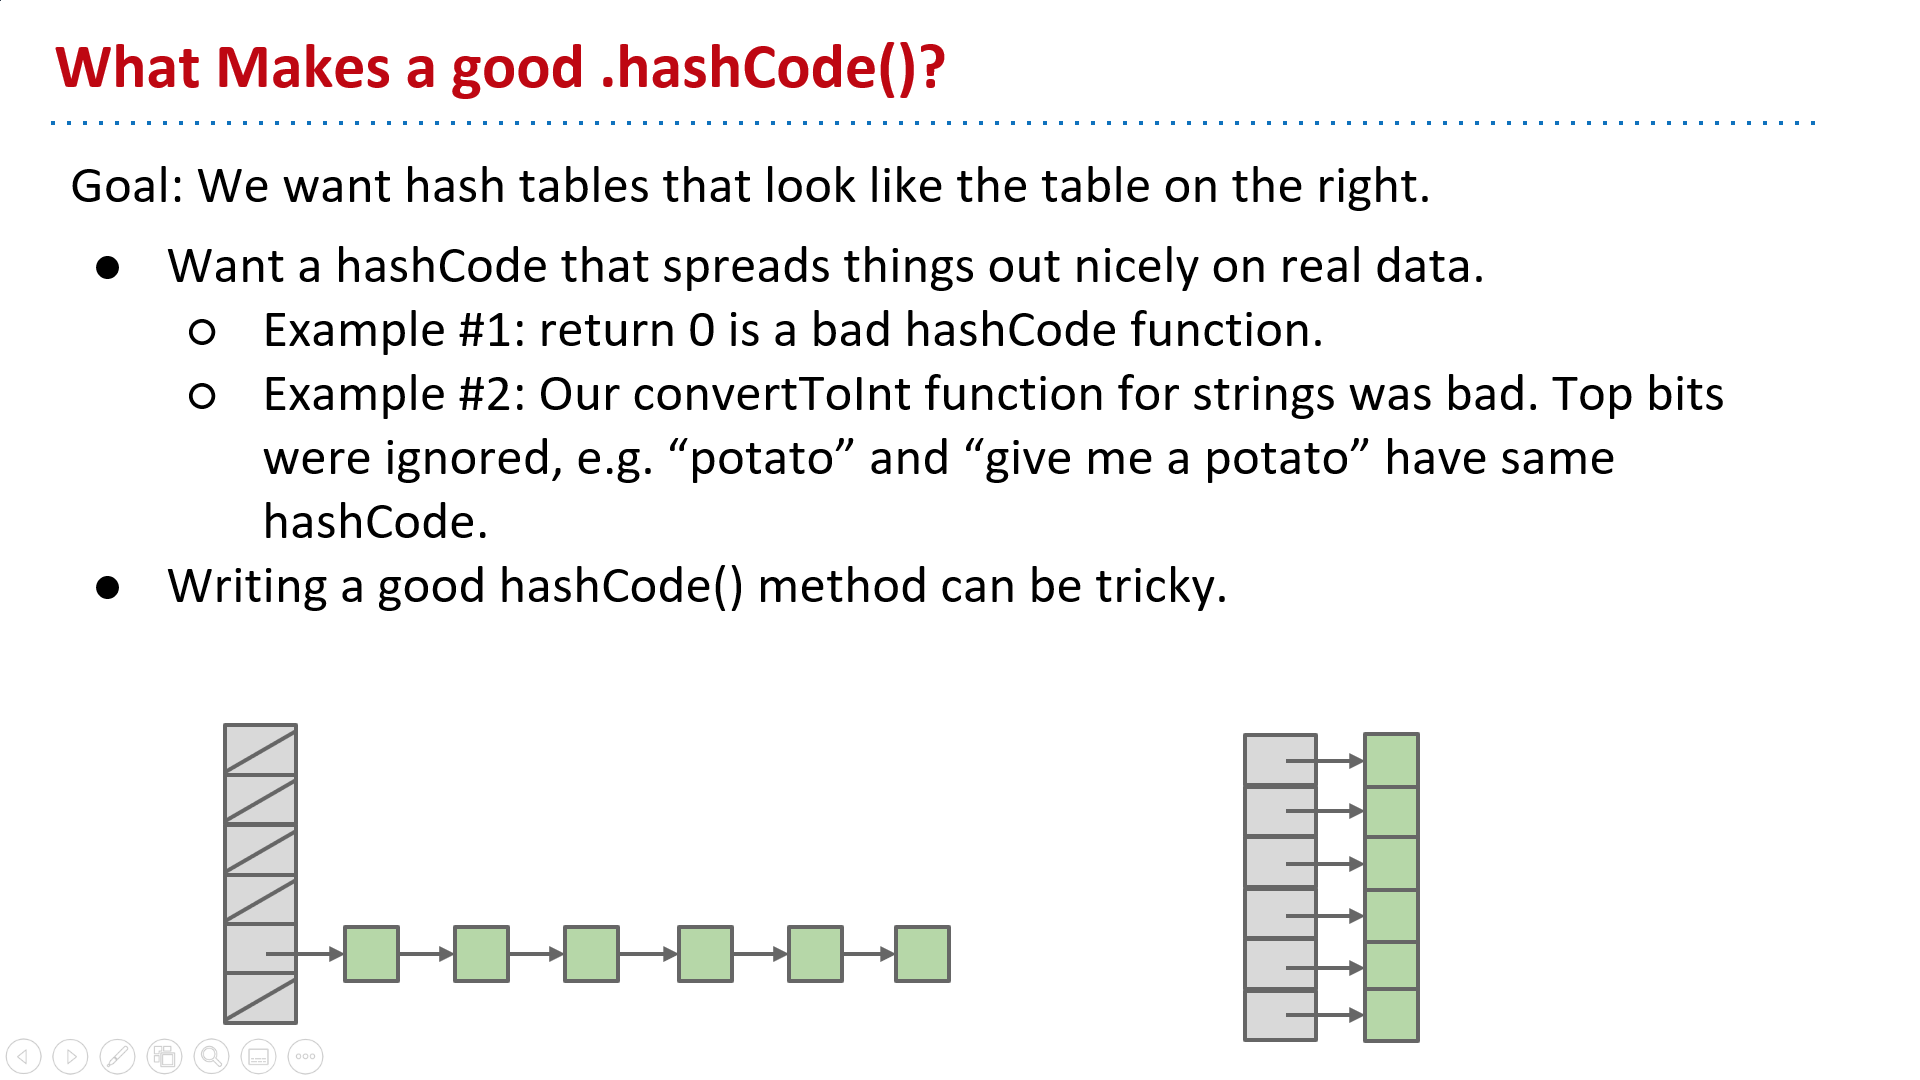 What Makes a good .hashCode()?
Goal: We want hash tables that look like the table on the right.
● Want a hashCode that spreads things out nicely on real data.
○ Example #1: return 0 is a bad hashCode function.
○ Example #2: Our convertToInt function for strings was bad. Top bits
were ignored, e.g. “potato” and “give me a potato” have same
hashCode.
● Writing a good hashCode() method can be tricky.